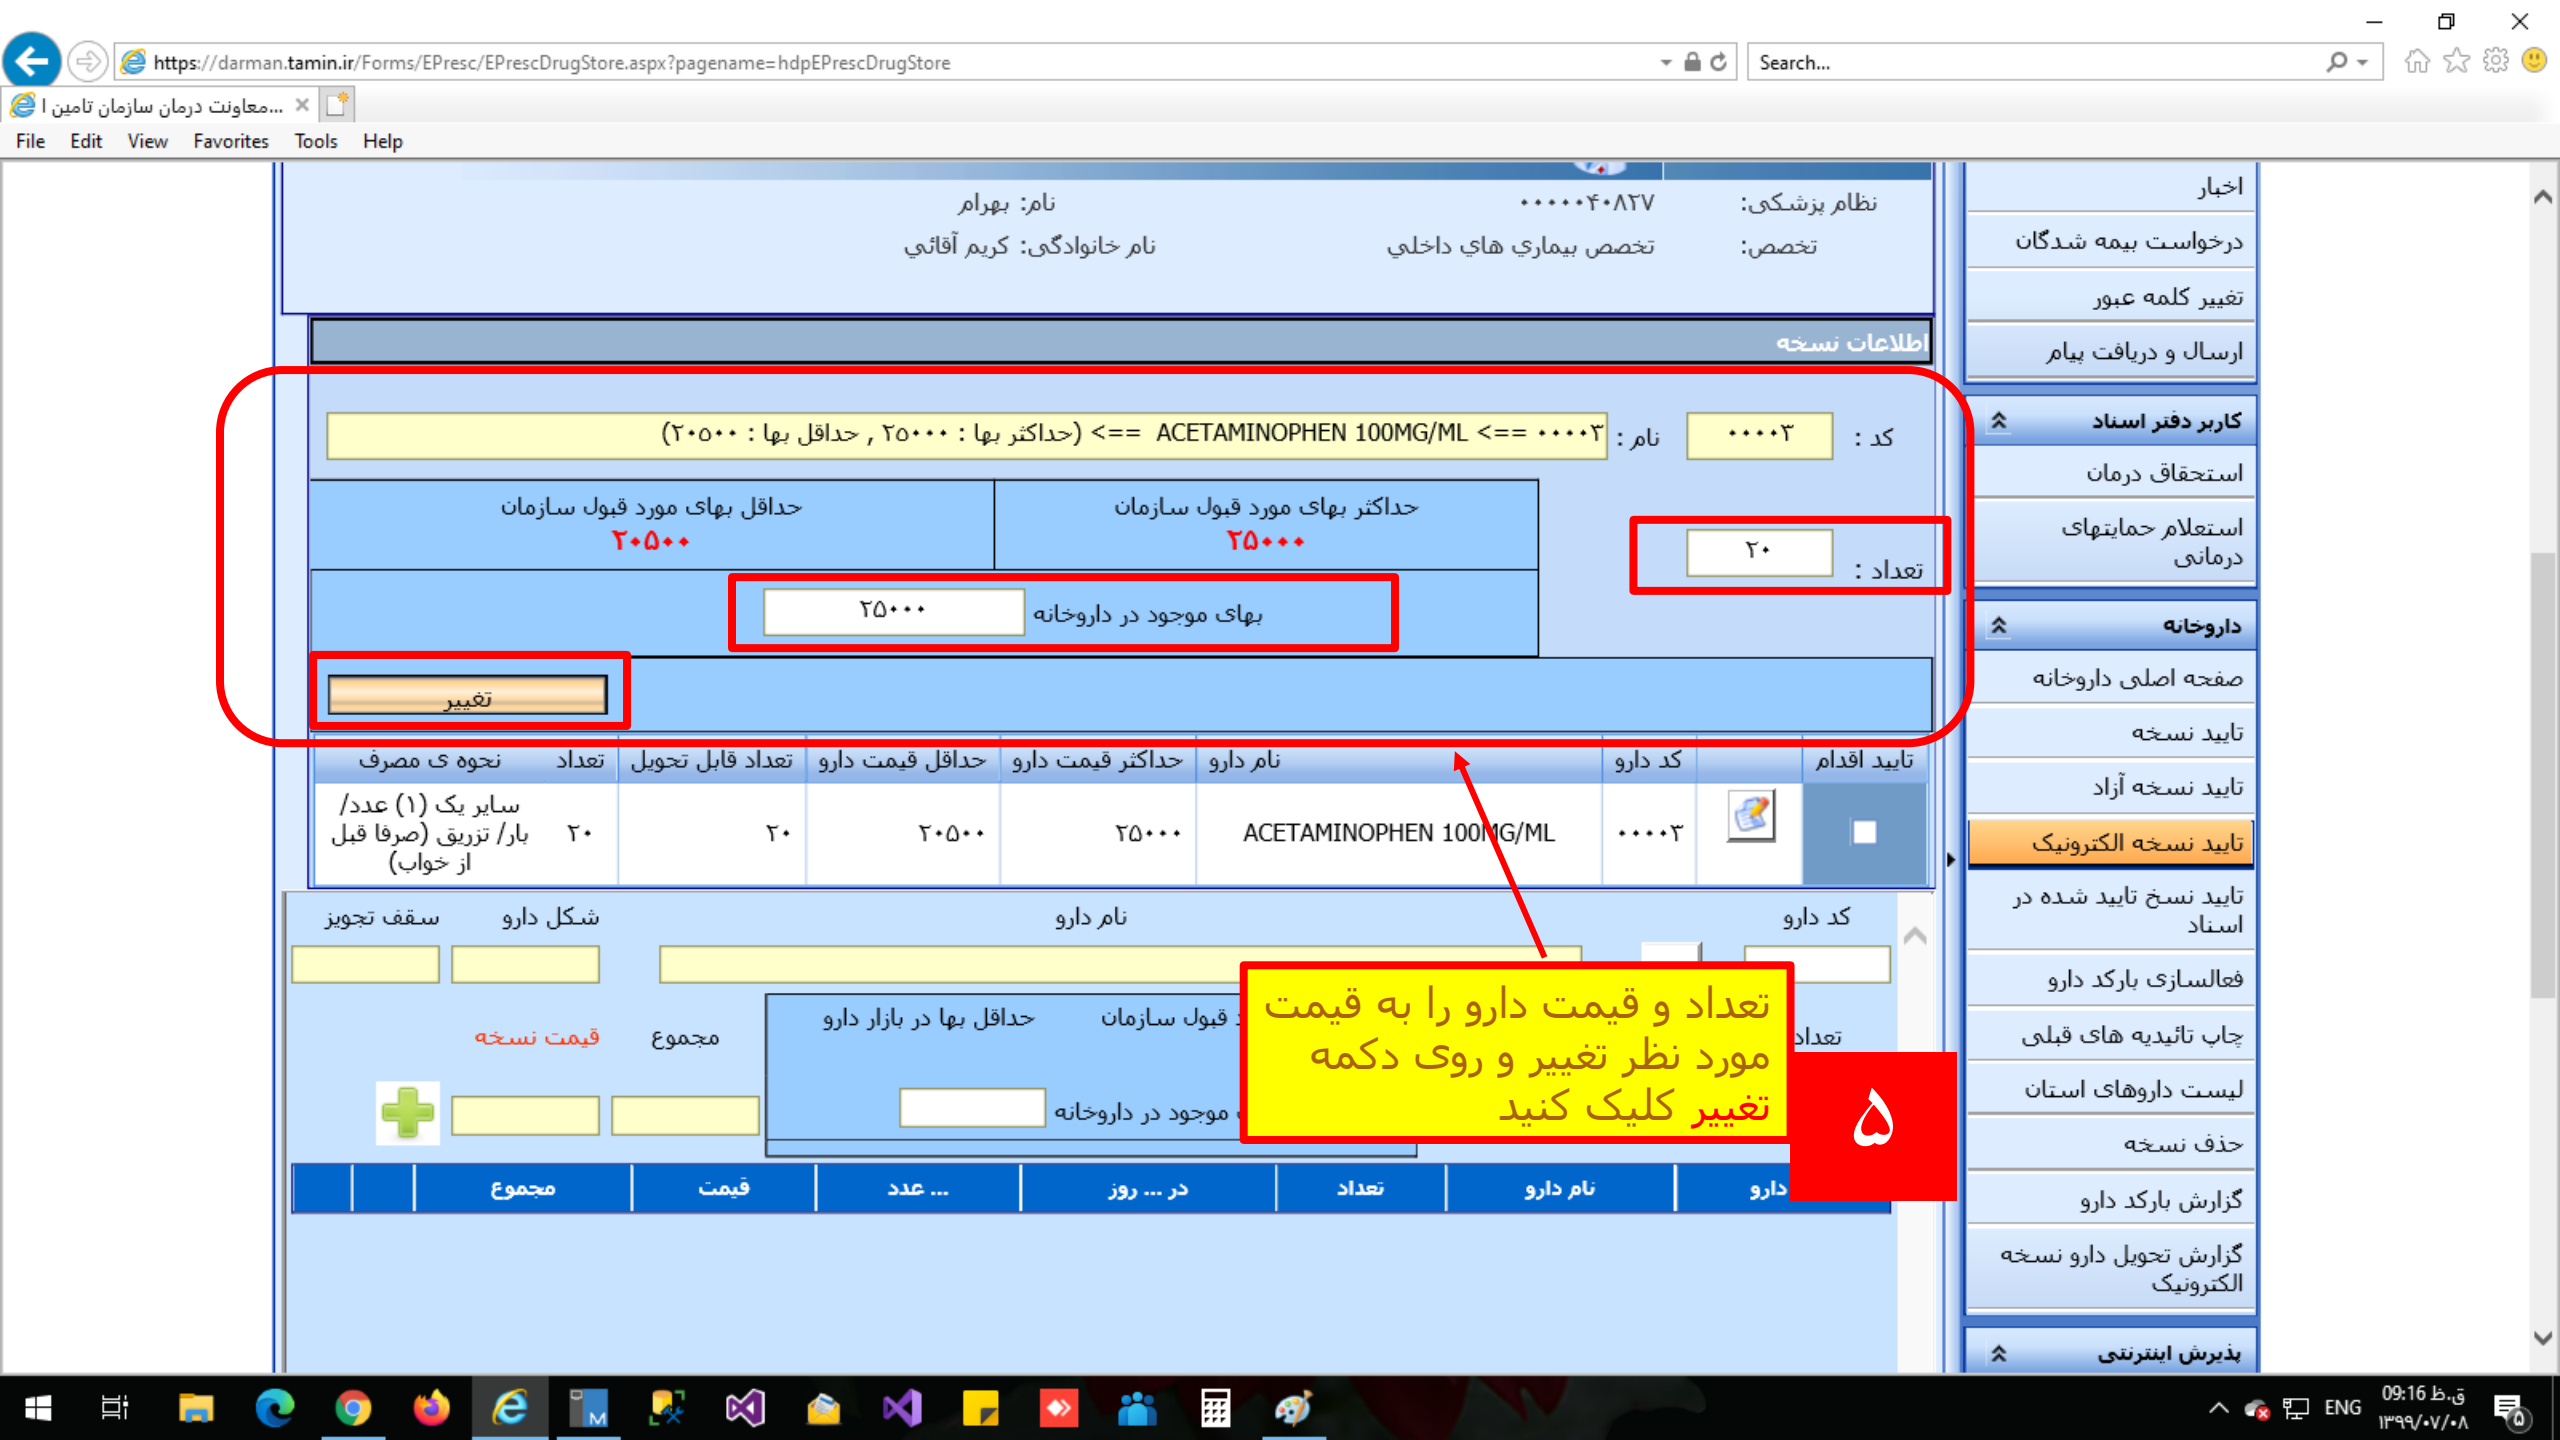 https://darman.tamin.ir/Forms/EPresc/EPrescDrugStore.aspx?pagename=hdpEPrescDrugStore
Search...
معاونت درمان سازمان تامین ا...
File Edit View Favorites Tools Help
نظام پزشکی: ۰۰۰۰۰۴۰۸۲۷ نام: بهرام
تخصص: تخصص بيماري هاي داخلي نام خانوادگی: کریم آقائي
اطلاعات نسخه
کد : ۰۰۰۰۳ نام : ۰۰۰۰۳ ==> ACETAMINOPHEN 100MG/ML ==> (حداکثر بها : ۲۵۰۰۰ , حداقل بها : ۲۰۵۰۰)
حداکثر بهای مورد قبول سازمان حداقل بهای مورد قبول سازمان
۲۵۰۰۰ ۲۰۵۰۰
تعداد : ۲۰
بهای موجود در داروخانه ۲۵۰۰۰
تغییر
تایید اقدام کد دارو نام دارو حداکثر قیمت دارو حداقل قیمت دارو تعداد قابل تحویل تعداد نحوه ی مصرف
۰۰۰۰۳ ACETAMINOPHEN 100MG/ML ۲۵۰۰۰ ۲۰۵۰۰ ۲۰ ۲۰ سایر یک (۱) عدد/
بار/ تزریق (صرفا قبل
از خواب)
کد دارو نام دارو شکل دارو سقف تجویز
تعداد قبول سازمان حداقل بها در بازار دارو مجموع قیمت نسخه
موجود در داروخانه
تعداد و قیمت دارو را به قیمت
مورد نظر تغییر و روی دکمه
تغییر کلیک کنید
۵
دارو نام دارو تعداد در ... روز ... عدد قیمت مجموع
اخبار
درخواست بیمه شدگان
تغییر کلمه عبور
ارسال و دریافت پیام
کاربر دفتر اسناد
استحقاق درمان
استعلام حمایتهای
درمانی
داروخانه
صفحه اصلی داروخانه
تایید نسخه
تایید نسخه آزاد
تایید نسخه الکترونیک
تایید نسخ تایید شده در
اسناد
فعالسازی بارکد دارو
چاپ تائیدیه های قبلی
لیست داروهای استان
حذف نسخه
گزارش بارکد دارو
گزارش تحویل دارو نسخه
الکترونیک
پذیرش اینترنتی
ENG
09:16 ق.ظ
۱۳۹۹/۰۷/۰۸